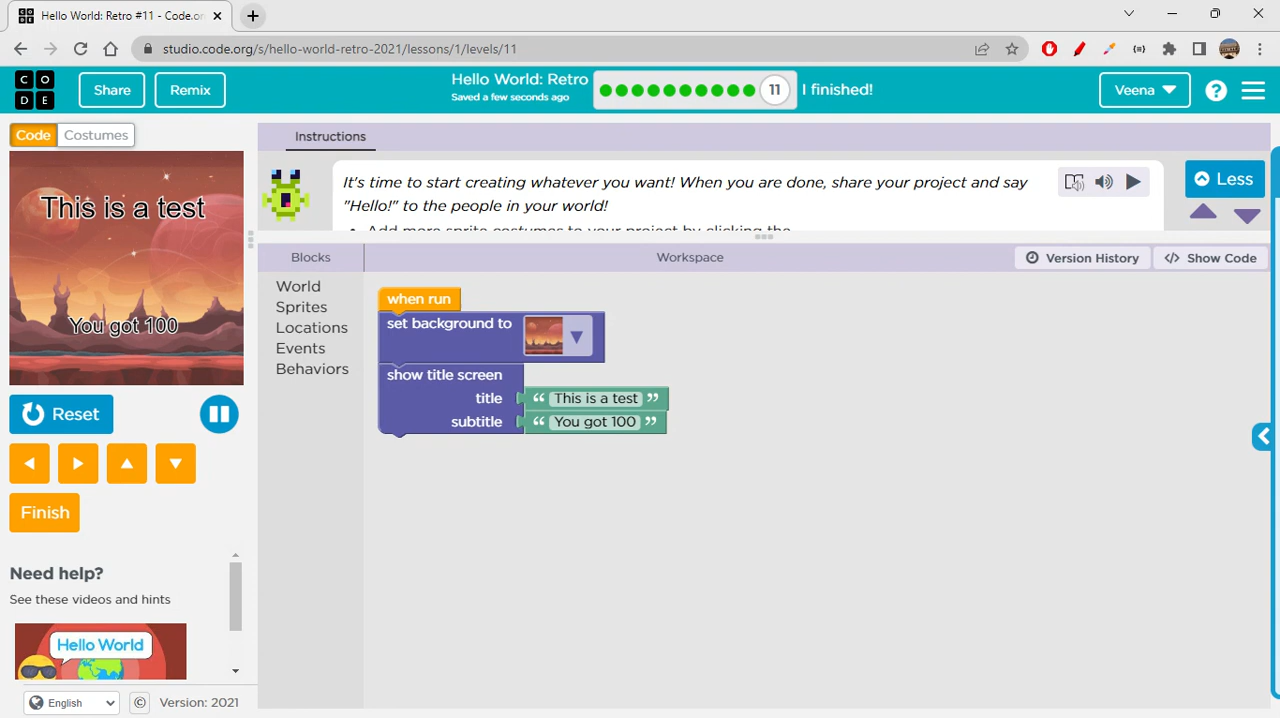 Hello World: Retro #11 - Code.or
studio.code.org/s/hello-world-retro-2021/lessons/1/levels/11
CODE
Share
Remix
Hello World: Retro
Saved a few seconds ago
11
I finished!
Veena
?
Code
Costumes
Instructions
It's time to start creating whatever you want! When you are done, share your project and say
"Hello!" to the people in your world!
Less
This is a test
You got 100
Blocks
Workspace
Version History
</> Show Code
World
Sprites
Locations
Events
Behaviors
when run
set background to
show title screen
title
“ This is a test ”
subtitle
“ You got 100 ”
Reset
Finish
Need help?
See these videos and hints
Hello World
English
©
Version: 2021